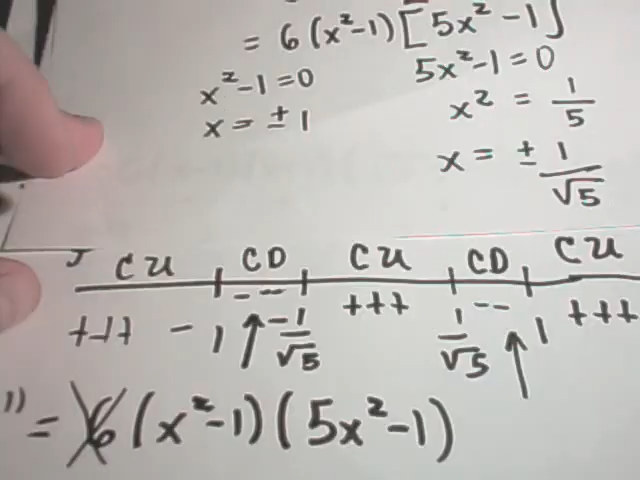 = 6(x²-1)[5x²-1]
x²-1=0 5x²-1=0
x = ±1 x² = 1/5
x = ± 1/√5
CU CD CU CD CU
+++ -1 --- -1/√5 +++ 1/√5 -- 1 +++
= 6(x²-1)(5x²-1)